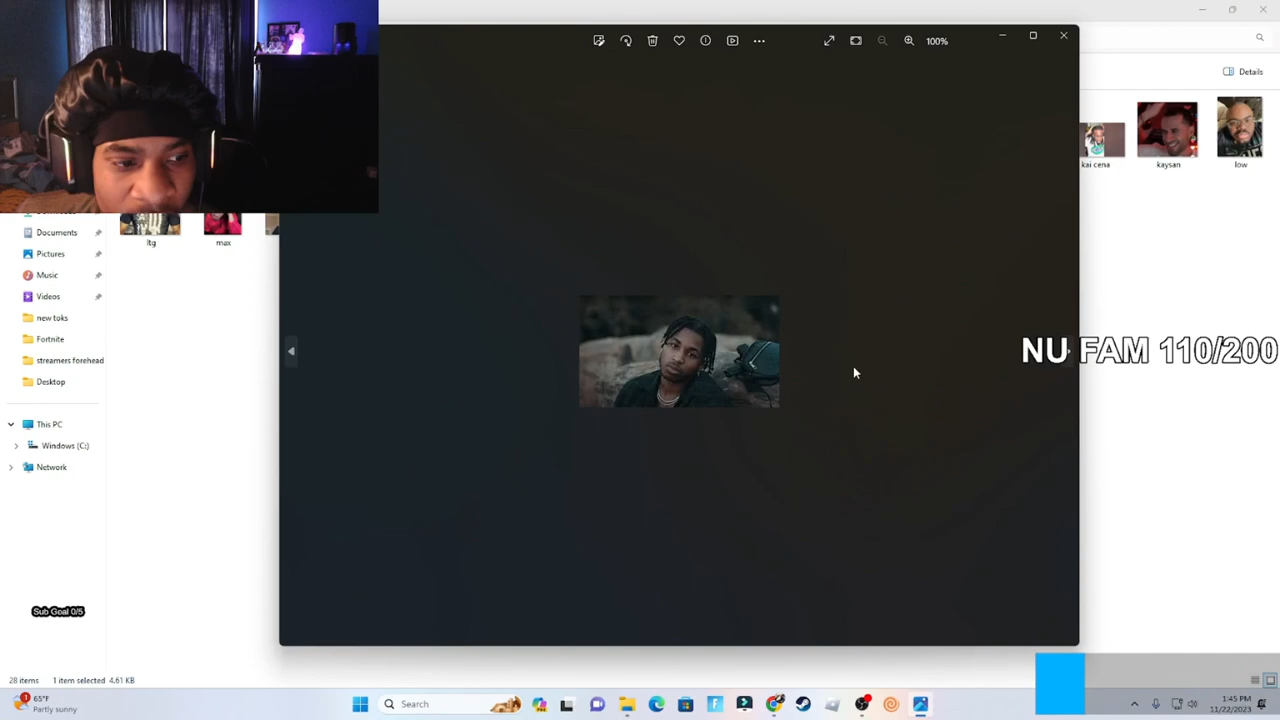 100%
Details
kai cena
kaysan
low
Documents
ltg
max
Pictures
Music
Videos
new toks
Fortnite
streamers forehead
Desktop
NU FAM 110/200
This PC
Windows (C:)
Network
Sub Goal 0/5
28 items 1 item selected 4.61 KB
1
65°F
Partly sunny
Search
1:45 PM
11/22/2023